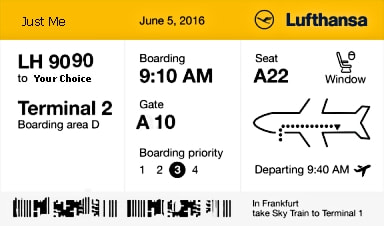 Just Me
June 5, 2016
Lufthansa
LH 9090
to Your Choice
Terminal 2
Boarding area D
Boarding
9:10 AM
Gate
A 10
Boarding priority
1 2 3 4
Seat
A22
Window
Departing 9:40 AM
In Frankfurt
take Sky Train to Terminal 1